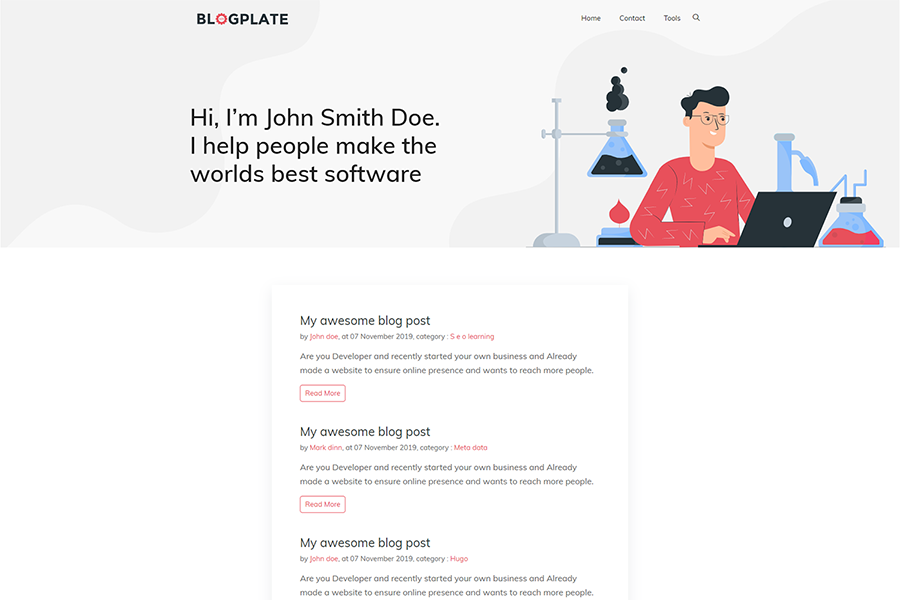 BLOGPLATE
Home Contact Tools
Hi, I'm John Smith Doe.
I help people make the
worlds best software
My awesome blog post
by John doe, at 07 November 2019, category : S e o learning
Are you Developer and recently started your own business and Already
made a website to ensure online presence and wants to reach more people.
Read More
My awesome blog post
by Mark dinn, at 07 November 2019, category : Meta data
Are you Developer and recently started your own business and Already
made a website to ensure online presence and wants to reach more people.
Read More
My awesome blog post
by John doe, at 07 November 2019, category : Hugo
Are you Developer and recently started your own business and Already
made a website to ensure online presence and wants to reach more people.